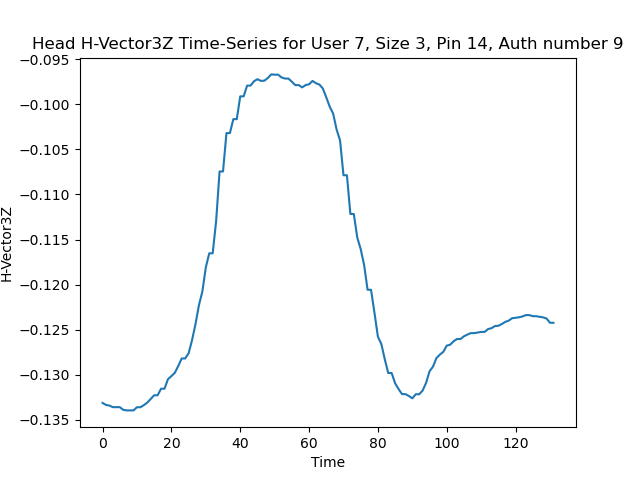 Head H-Vector3Z Time-Series for User 7, Size 3, Pin 14, Auth number 9
−0.095
−0.100
−0.105
−0.110
−0.115
−0.120
−0.125
−0.130
−0.135
H-Vector3Z
0 20 40 60 80 100 120
Time